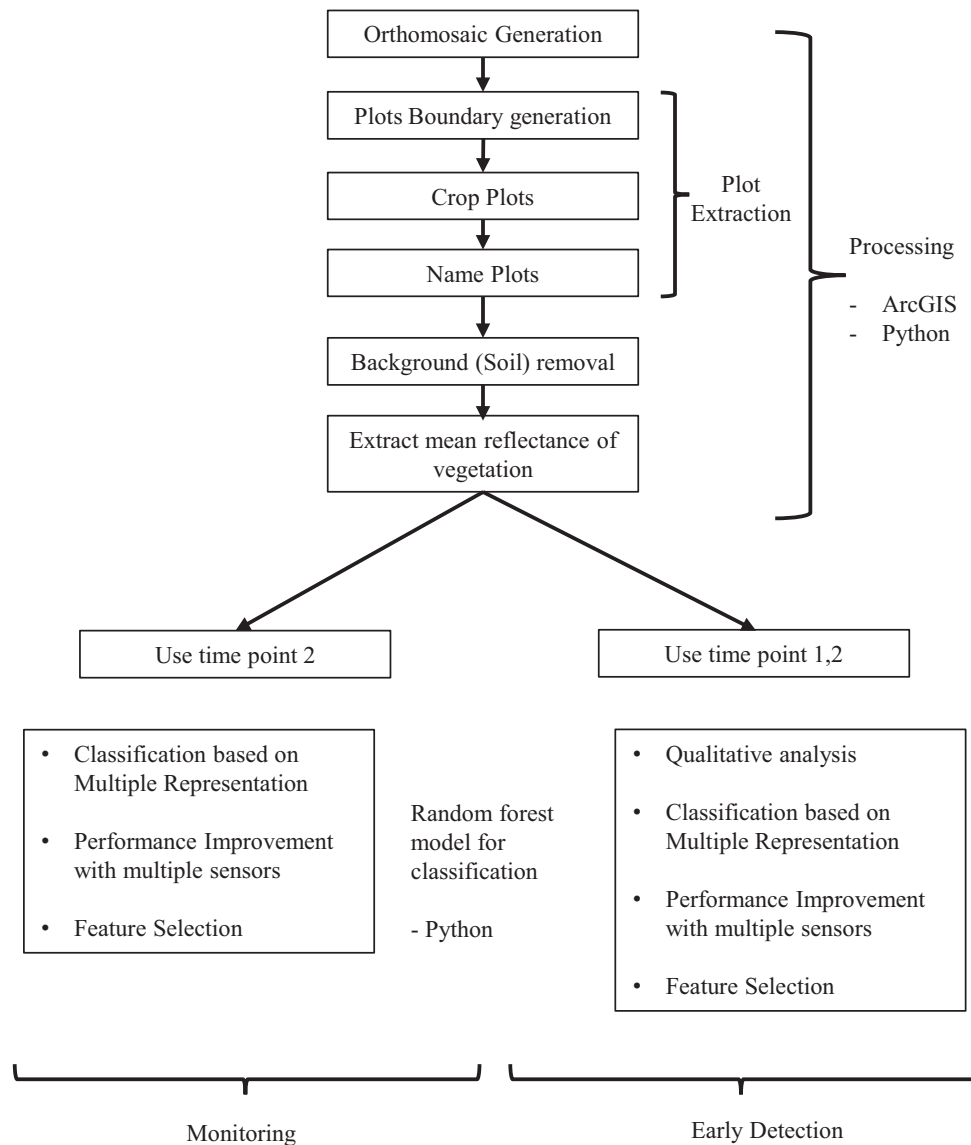 Orthomosaic Generation
Plots Boundary generation
Crop Plots
Name Plots
Plot
Extraction
Processing
- ArcGIS
- Python
Background (Soil) removal
Extract mean reflectance of
vegetation
Use time point 2
Use time point 1,2
• Classification based on
Multiple Representation
• Performance Improvement
with multiple sensors
• Feature Selection
Random forest
model for
classification
- Python
• Qualitative analysis
• Classification based on
Multiple Representation
• Performance Improvement
with multiple sensors
• Feature Selection
Monitoring
Early Detection